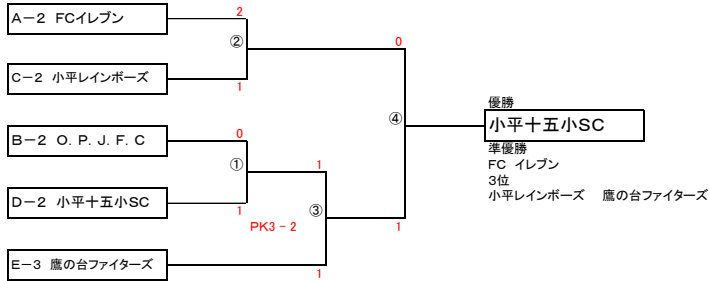 A－2 FCイレブン
2
②
0
C－2 小平レインボーズ
1
優勝
④
小平十五小SC
B－2 O. P. J. F. C
0
準優勝
FC イレブン
①
1
3位
D－2 小平十五小SC
1
③
小平レインボーズ 鷹の台ファイターズ
PK3 - 2
1
E－3 鷹の台ファイターズ
1